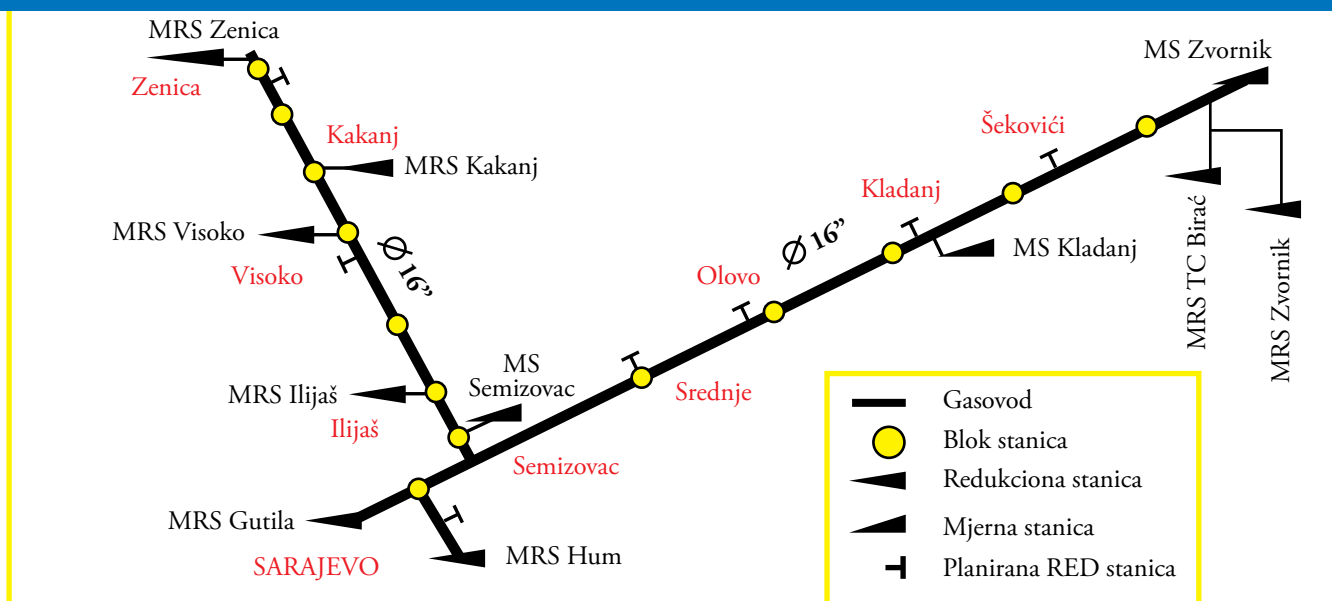 MRS Zenica
Zenica
Kakanj
MRS Kakanj
MRS Visoko
Visoko
Ø 16”
MRS Ilijaš
Ilijaš
MS
Semizovac
Semizovac
MRS Gutila
SARAJEVO
MRS Hum
Srednje
Olovo
Ø 16”
Kladanj
MS Kladanj
Šekovići
MS Zvornik
MRS TC Birać
MRS Zvornik
Gasovod
Blok stanica
Redukciona stanica
Mjerna stanica
Planirana RED stanica